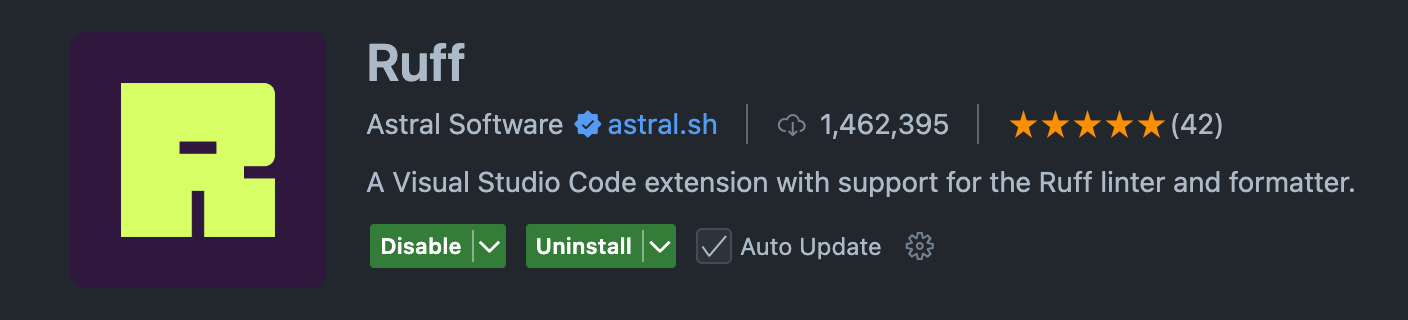 R
Ruff
Astral Software astral.sh 1,462,395 ★★★★★(42)
A Visual Studio Code extension with support for the Ruff linter and formatter.
Disable Uninstall Auto Update